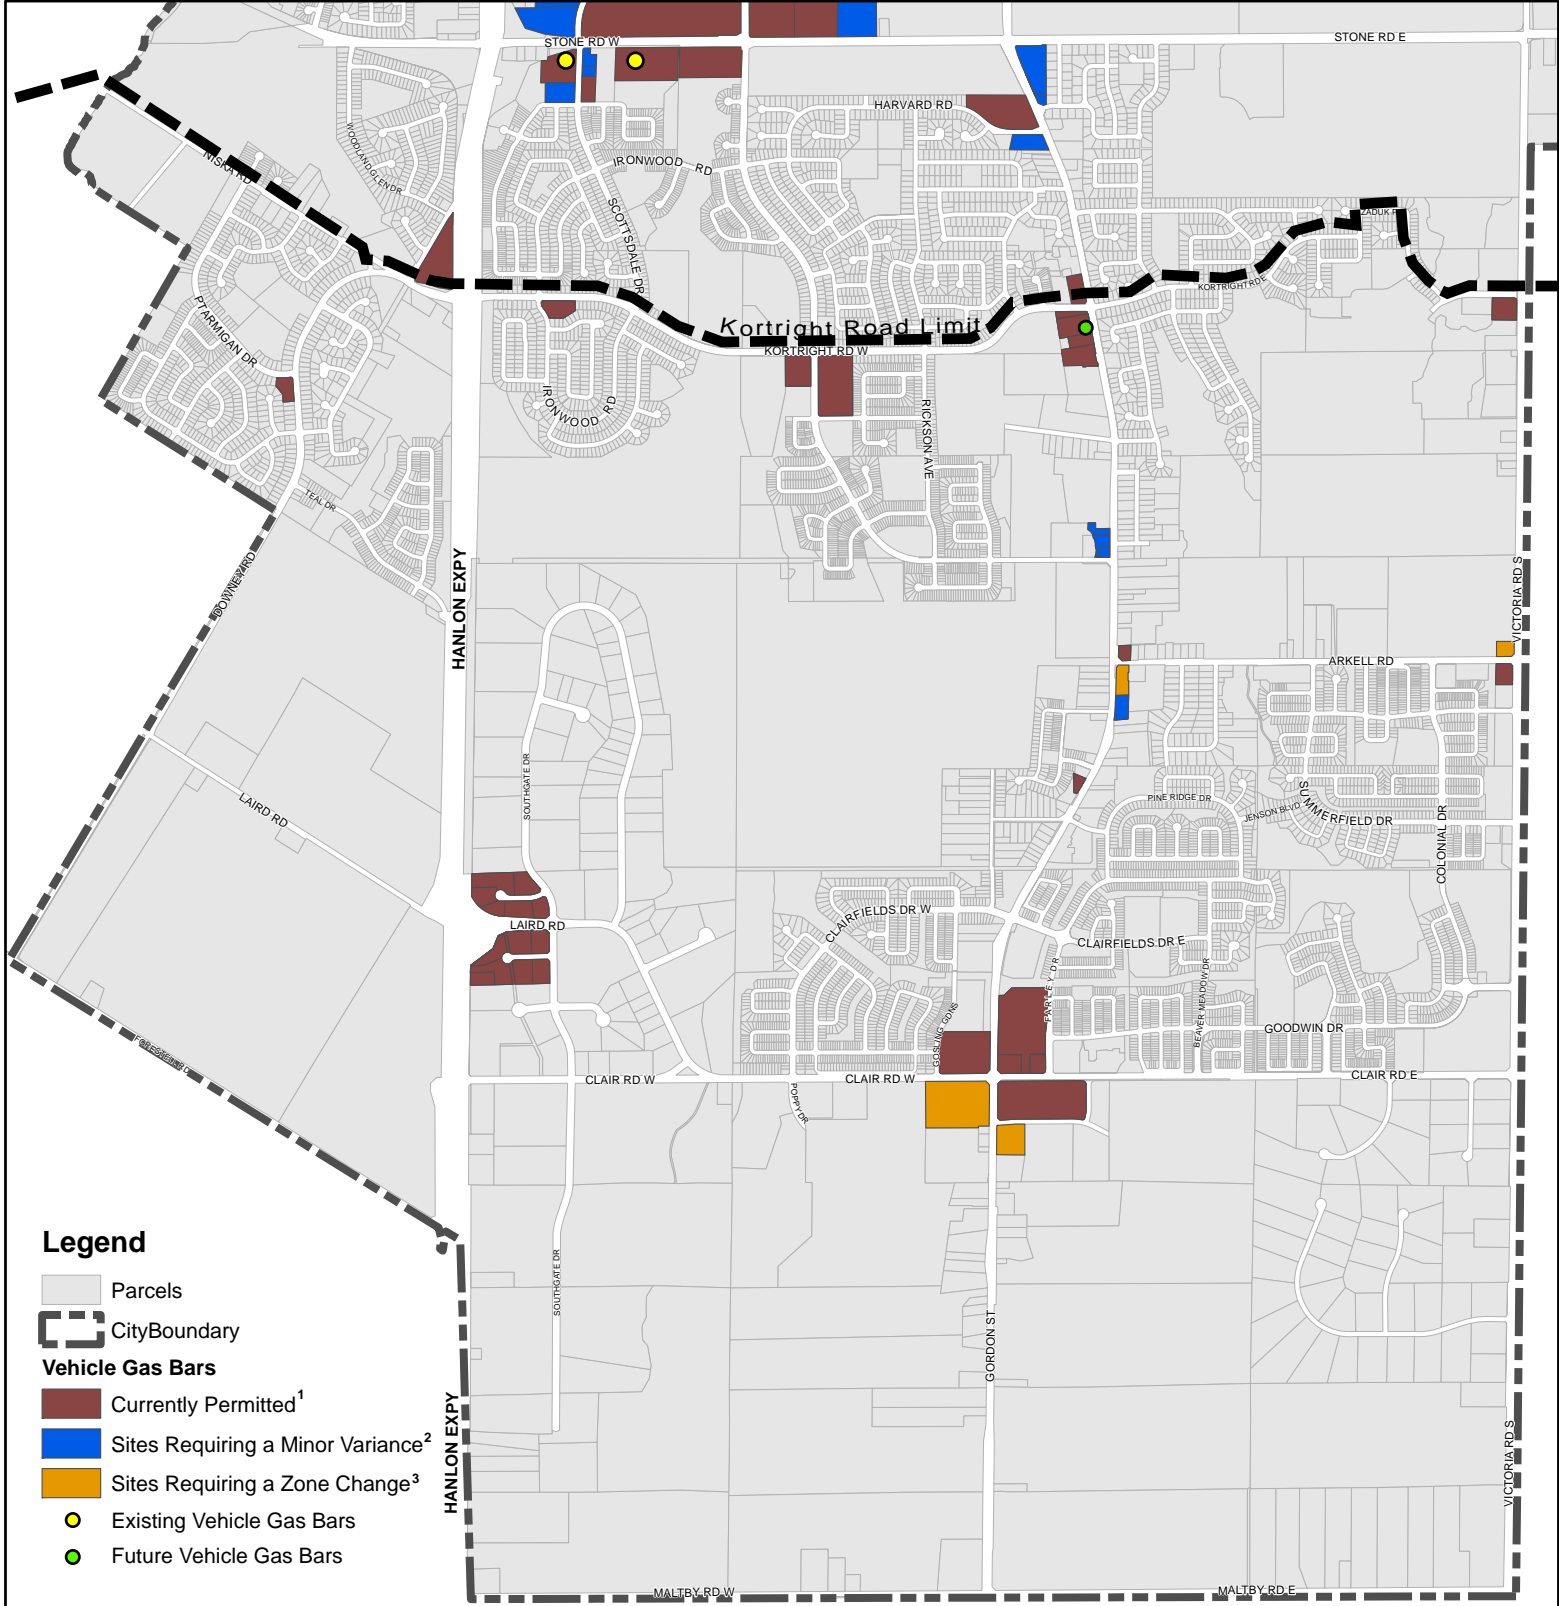 STONE RD W
STONE RD E
HARVARD RD
WOODLAND GLEN DR
NISKA RD
IRONWOOD RD
SCOTTSDALE DR
KORTRIGHT RD E
PTARMIGAN DR
Kortright Road Limit
KORTRIGHT RD W
IRONWOOD RD
RICKSON AVE
TEAL DR
DOWNEY RD
HANLON EXPY
VICTORIA RD S
ARKELL RD
SOUTHGATE DR
LAIRD RD
PINE RIDGE DR
JENSON BLVD
SUMMERFIELD DR
COLONIAL DR
CLAIRFIELDS DR W
LAIRD RD
CLAIRFIELDS DR E
FARLEY DR
BEAVER MEADOW DR
GOSLING GDNS
GOODWIN DR
FORESTELL RD
CLAIR RD W
CLAIR RD W
CLAIR RD E
POPPY DR
SOUTHGATE DR
GORDON ST
HANLON EXPY
VICTORIA RD S
MALTBY RD W
MALTBY RD E
Legend
Parcels
CityBoundary
Vehicle Gas Bars
Currently Permitted1
Sites Requiring a Minor Variance2
Sites Requiring a Zone Change3
Existing Vehicle Gas Bars
Future Vehicle Gas Bars